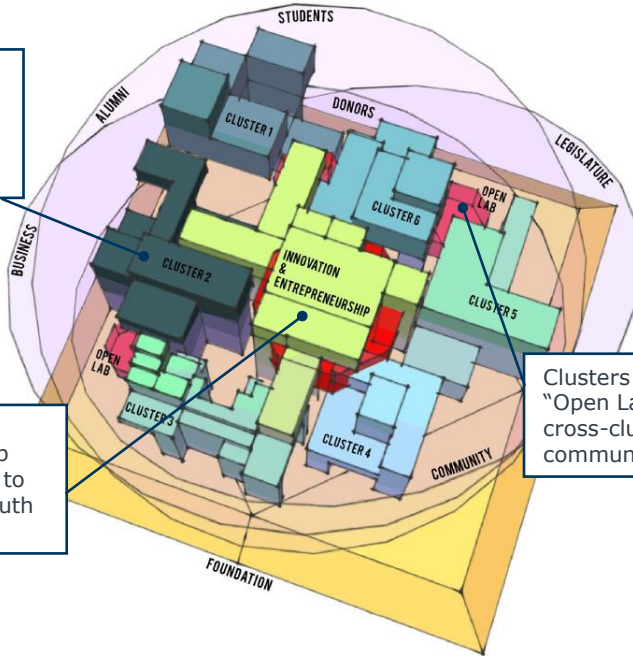 STUDENTS
ALUMNI
DONORS
LEGISLATURE
CLUSTER 1
OPEN
LAB
CLUSTER 6
BUSINESS
CLUSTER 2
INNOVATION
&
ENTREPRENEURSHIP
CLUSTER 5
OPEN
LAB
CLUSTER 3
CLUSTER 4
COMMUNITY
FOUNDATION
Clusters
"Open La
cross-clu
commun
to
uth